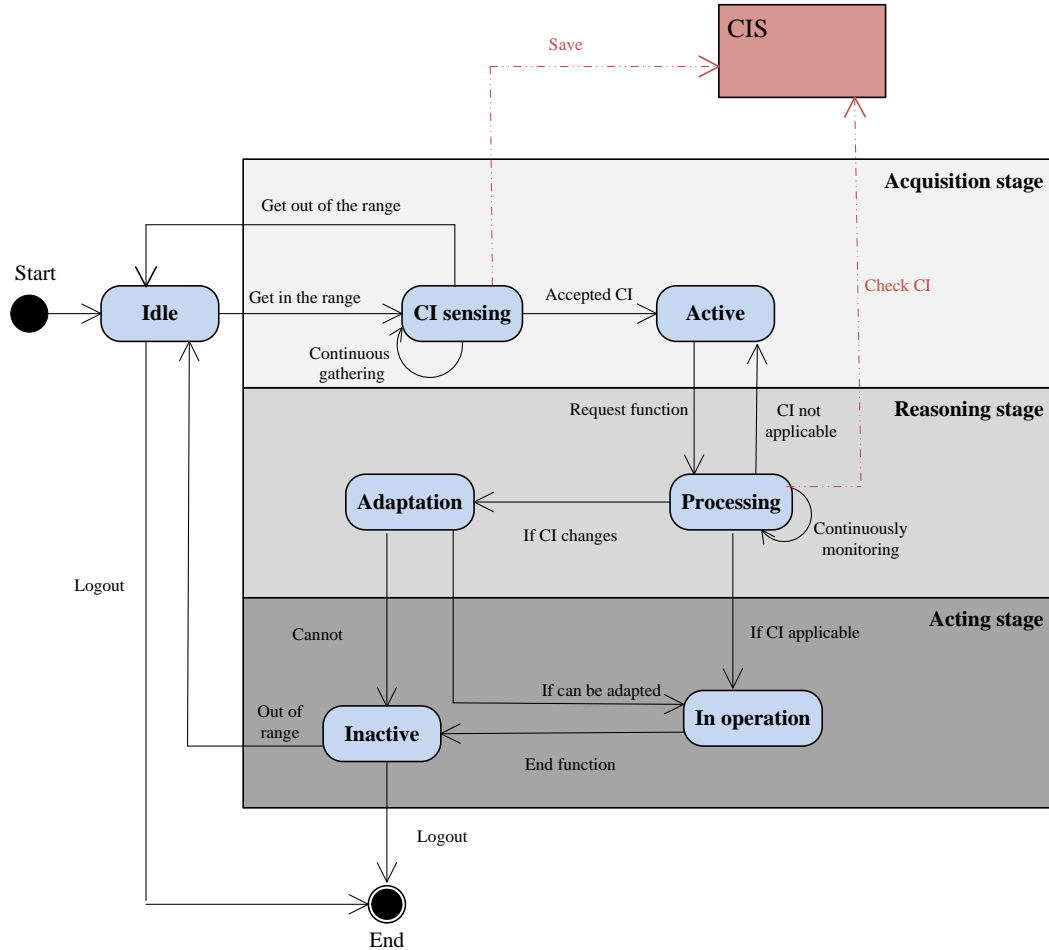 CIS
Save
Acquisition stage
Get out of the range
Start
Check CI
Get in the range
Accepted CI
Idle
CI sensing
Active
Continuous
gathering
Request function
CI not
applicable
Reasoning stage
Adaptation
Processing
If CI changes
Continuously
monitoring
Logout
Acting stage
Cannot
If CI applicable
If can be adapted
Out of
range
Inactive
In operation
End function
Logout
End